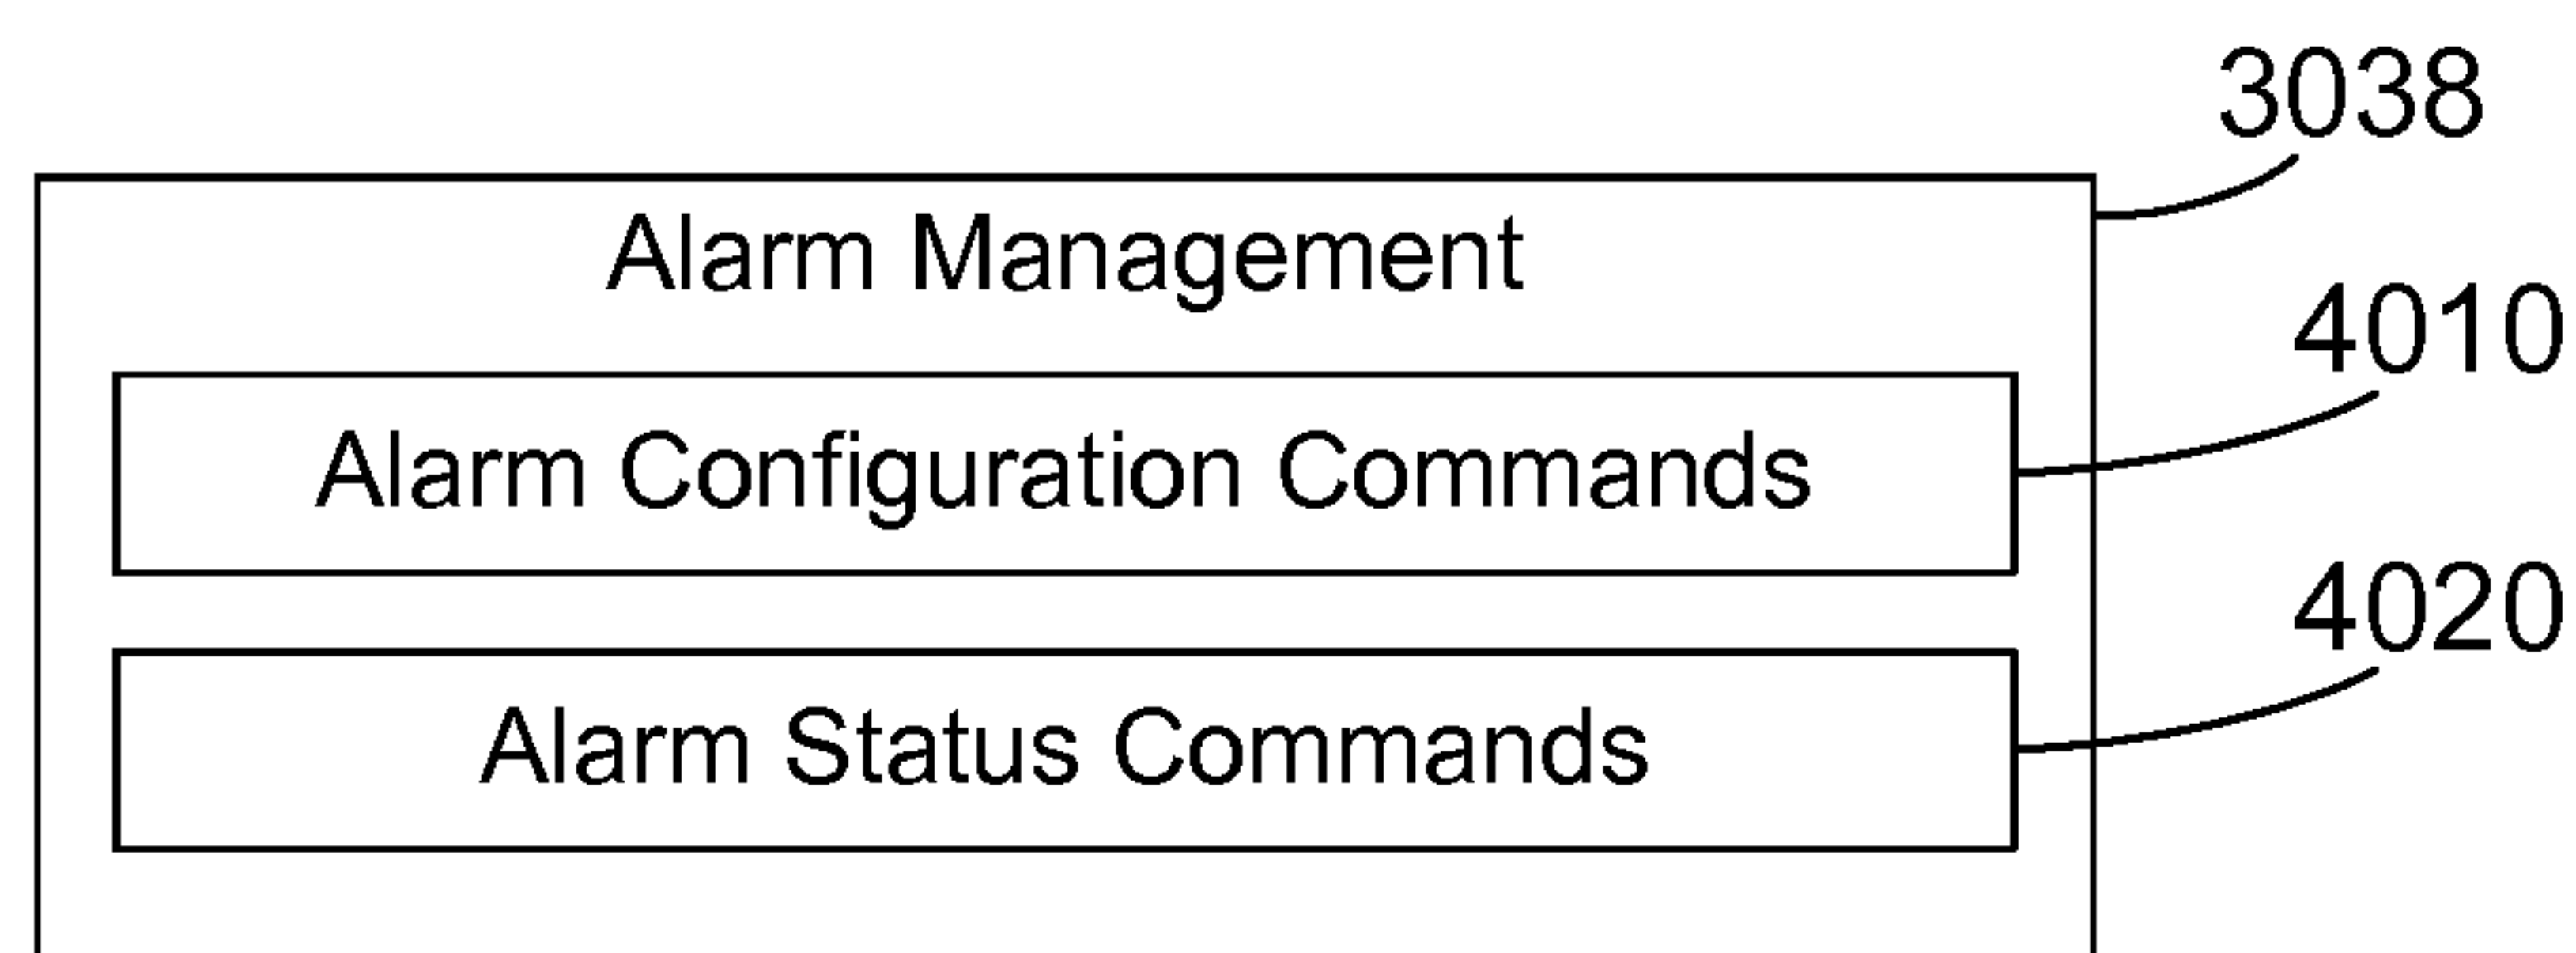 3038
Alarm Management
4010
Alarm Configuration Commands
4020
Alarm Status Commands